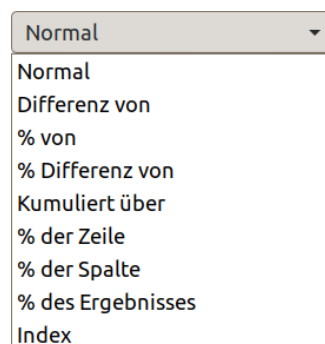 Normal
Normal
Differenz von
% von
% Differenz von
Kumuliert über
% der Zeile
% der Spalte
% des Ergebnisses
Index